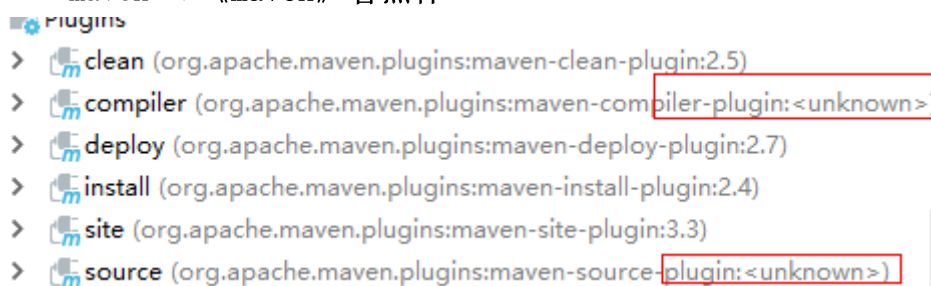 Plugins
clean (org.apache.maven.plugins:maven-clean-plugin:2.5)
compiler (org.apache.maven.plugins:maven-compiler-plugin:<unknown>)
deploy (org.apache.maven.plugins:maven-deploy-plugin:2.7)
install (org.apache.maven.plugins:maven-install-plugin:2.4)
site (org.apache.maven.plugins:maven-site-plugin:3.3)
source (org.apache.maven.plugins:maven-source-plugin:<unknown>)